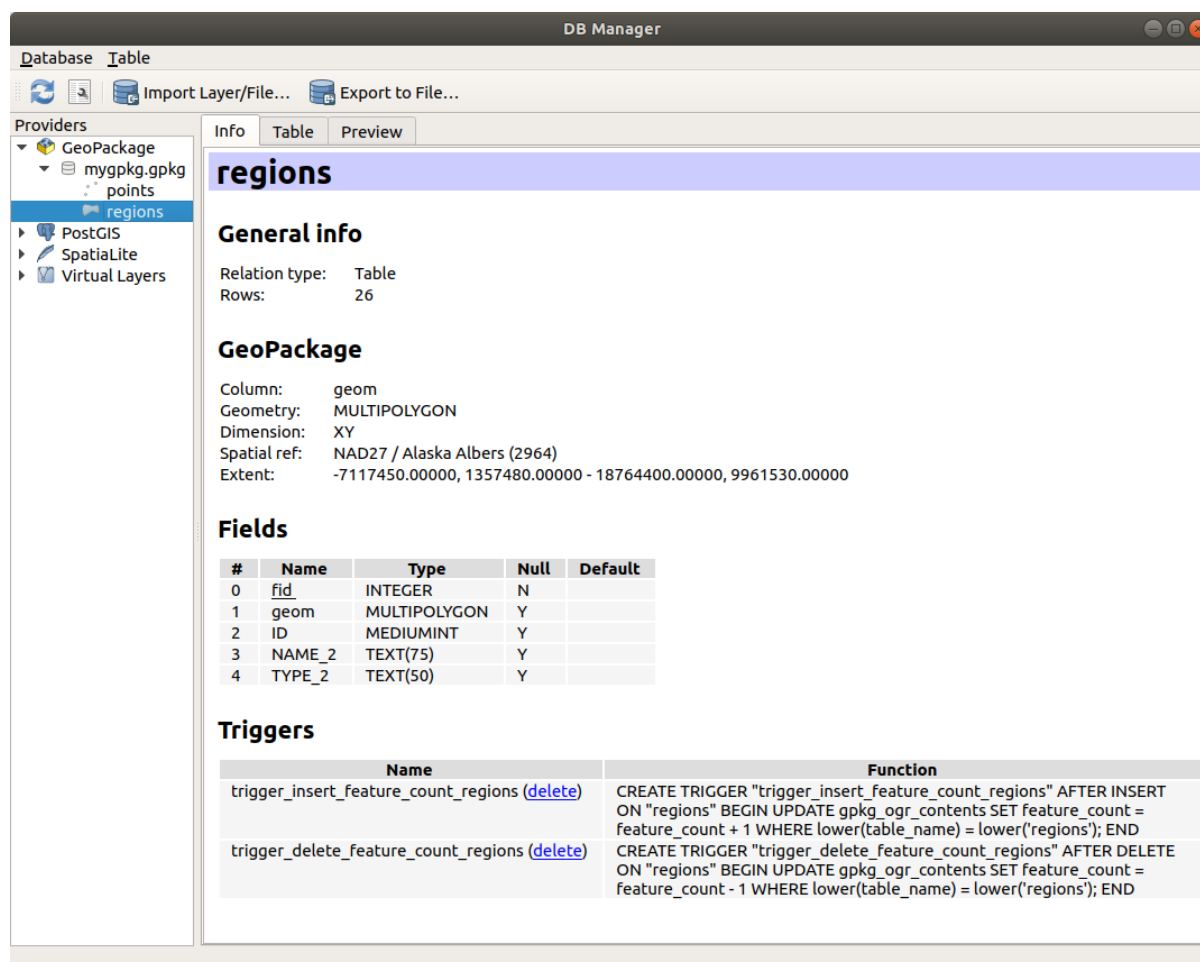 DB Manager
Database Table
Import Layer/File... Export to File...
Providers
GeoPackage
mygpkg.gpkg
points
regions
PostGIS
SpatiaLite
Virtual Layers
Info Table Preview
regions
General info
Relation type: Table
Rows: 26
GeoPackage
Column: geom
Geometry: MULTIPOLYGON
Dimension: XY
Spatial ref: NAD27 / Alaska Albers (2964)
Extent: -7117450.00000, 1357480.00000 - 18764400.00000, 9961530.00000
Fields
# Name Type Null Default
0 fid INTEGER N
1 geom MULTIPOLYGON Y
2 ID MEDIUMINT Y
3 NAME_2 TEXT(75) Y
4 TYPE_2 TEXT(50) Y
Triggers
Name Function
trigger_insert_feature_count_regions (delete) CREATE TRIGGER "trigger_insert_feature_count_regions" AFTER INSERT
ON "regions" BEGIN UPDATE gpkg_ogr_contents SET feature_count =
feature_count + 1 WHERE lower(table_name) = lower('regions'); END
trigger_delete_feature_count_regions (delete) CREATE TRIGGER "trigger_delete_feature_count_regions" AFTER DELETE
ON "regions" BEGIN UPDATE gpkg_ogr_contents SET feature_count =
feature_count - 1 WHERE lower(table_name) = lower('regions'); END